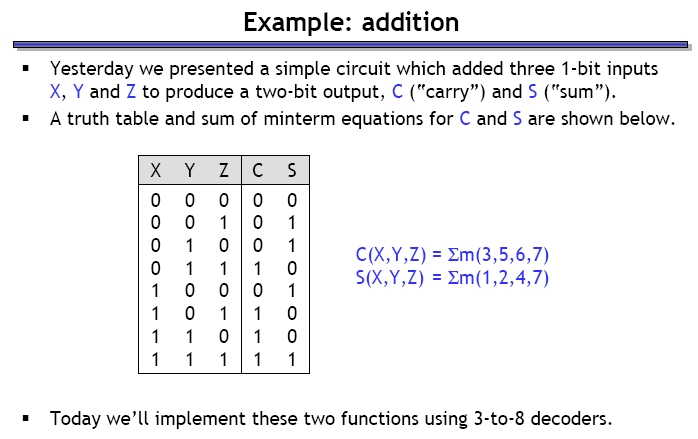 Example: addition
▪ Yesterday we presented a simple circuit which added three 1-bit inputs
X, Y and Z to produce a two-bit output, C ("carry") and S ("sum").
▪ A truth table and sum of minterm equations for C and S are shown below.
X Y Z C S
0 0 0 0 0
0 0 1 0 1
0 1 0 0 1
0 1 1 1 0
1 0 0 0 1
1 0 1 1 0
1 1 0 1 0
1 1 1 1 1
C(X,Y,Z) = Σm(3,5,6,7)
S(X,Y,Z) = Σm(1,2,4,7)
▪ Today we'll implement these two functions using 3-to-8 decoders.